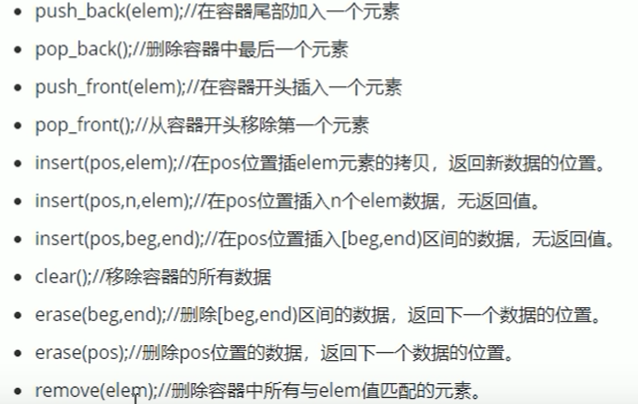 push_back(elem);//在容器尾部加入一个元素
pop_back();//删除容器中最后一个元素
push_front(elem);//在容器开头插入一个元素
pop_front();//从容器开头移除第一个元素
insert(pos,elem);//在pos位置插elem元素的拷贝，返回新数据的位置。
insert(pos,n,elem);//在pos位置插入n个elem数据，无返回值。
insert(pos,beg,end);//在pos位置插入[beg,end)区间的数据，无返回值。
clear();//移除容器的所有数据
erase(beg,end);//删除[beg,end)区间的数据，返回下一个数据的位置。
erase(pos);//删除pos位置的数据，返回下一个数据的位置。
remove(elem);//删除容器中所有与elem值匹配的元素。